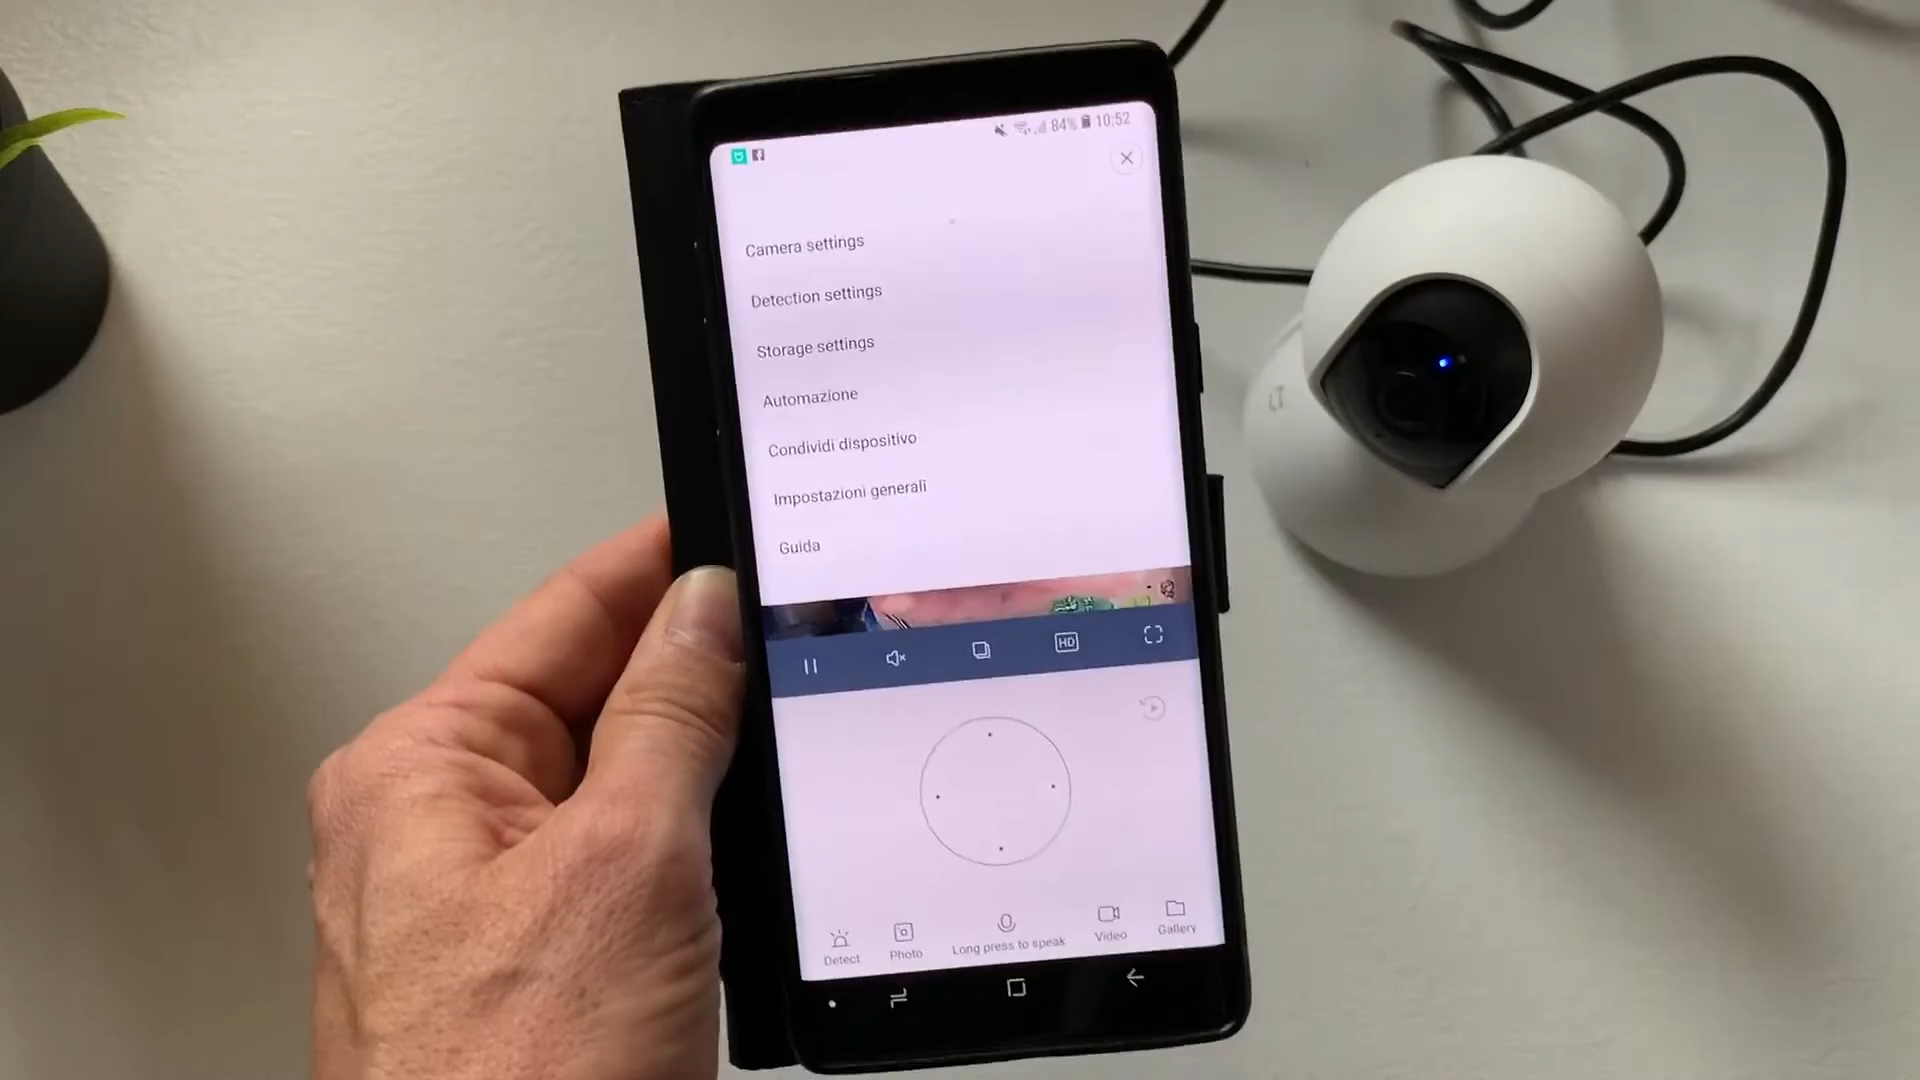 84% 10:52
Camera settings
Detection settings
Storage settings
Automazione
Condividi dispositivo
Impostazioni generali
Guida
HD
Detect
Photo
Long press to speak
Video
Gallery